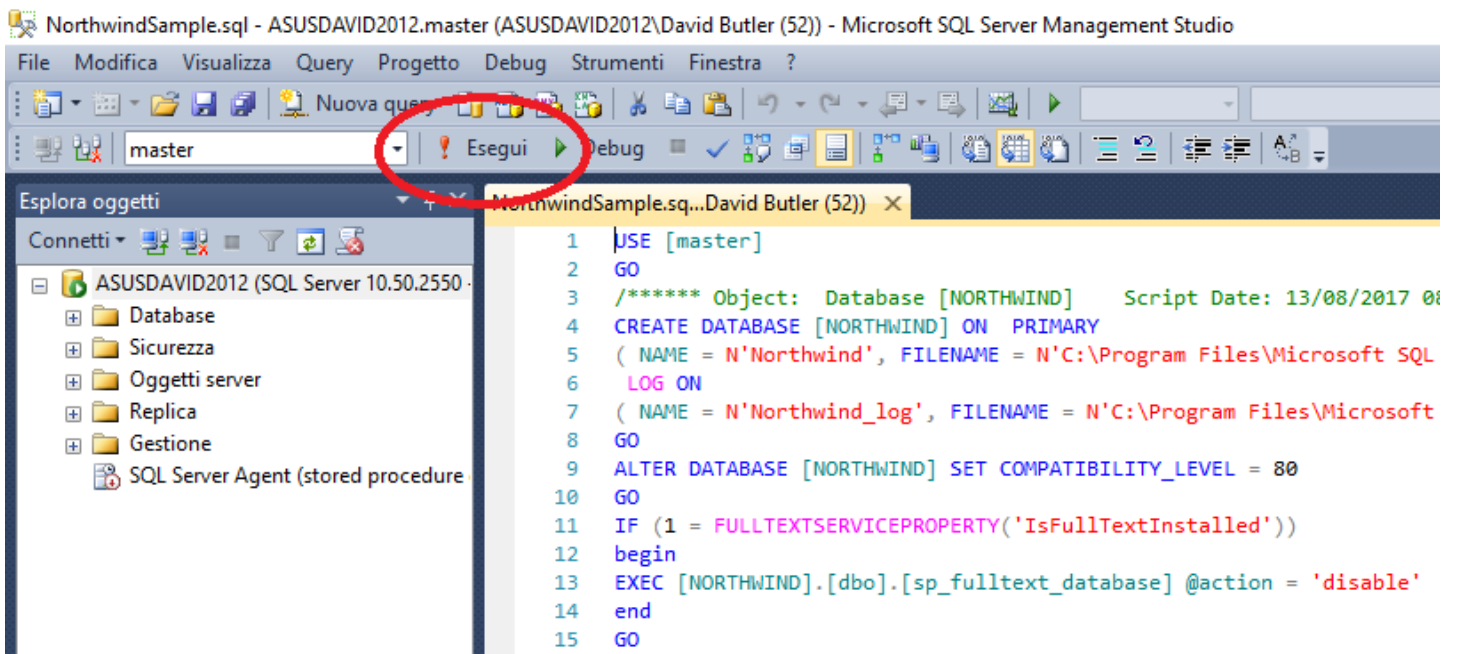 NorthwindSample.sql - ASUSDAVID2012.master (ASUSDAVID2012\David Butler (52)) - Microsoft SQL Server Management Studio
File Modifica Visualizza Query Progetto Debug Strumenti Finestra ?
Nuova query
master Esegui Debug
Esplora oggetti
NorthwindSample.sq...David Butler (52))
Connetti
ASUSDAVID2012 (SQL Server 10.50.2550 -
Database
Sicurezza
Oggetti server
Replica
Gestione
SQL Server Agent (stored procedure
1 USE [master]
2 GO
3 /****** Object: Database [NORTHWIND] Script Date: 13/08/2017 08
4 CREATE DATABASE [NORTHWIND] ON PRIMARY
5 ( NAME = N'Northwind', FILENAME = N'C:\Program Files\Microsoft SQL
6 LOG ON
7 ( NAME = N'Northwind_log', FILENAME = N'C:\Program Files\Microsoft
8 GO
9 ALTER DATABASE [NORTHWIND] SET COMPATIBILITY_LEVEL = 80
10 GO
11 IF (1 = FULLTEXTSERVICEPROPERTY('IsFullTextInstalled'))
12 begin
13 EXEC [NORTHWIND].[dbo].[sp_fulltext_database] @action = 'disable'
14 end
15 GO